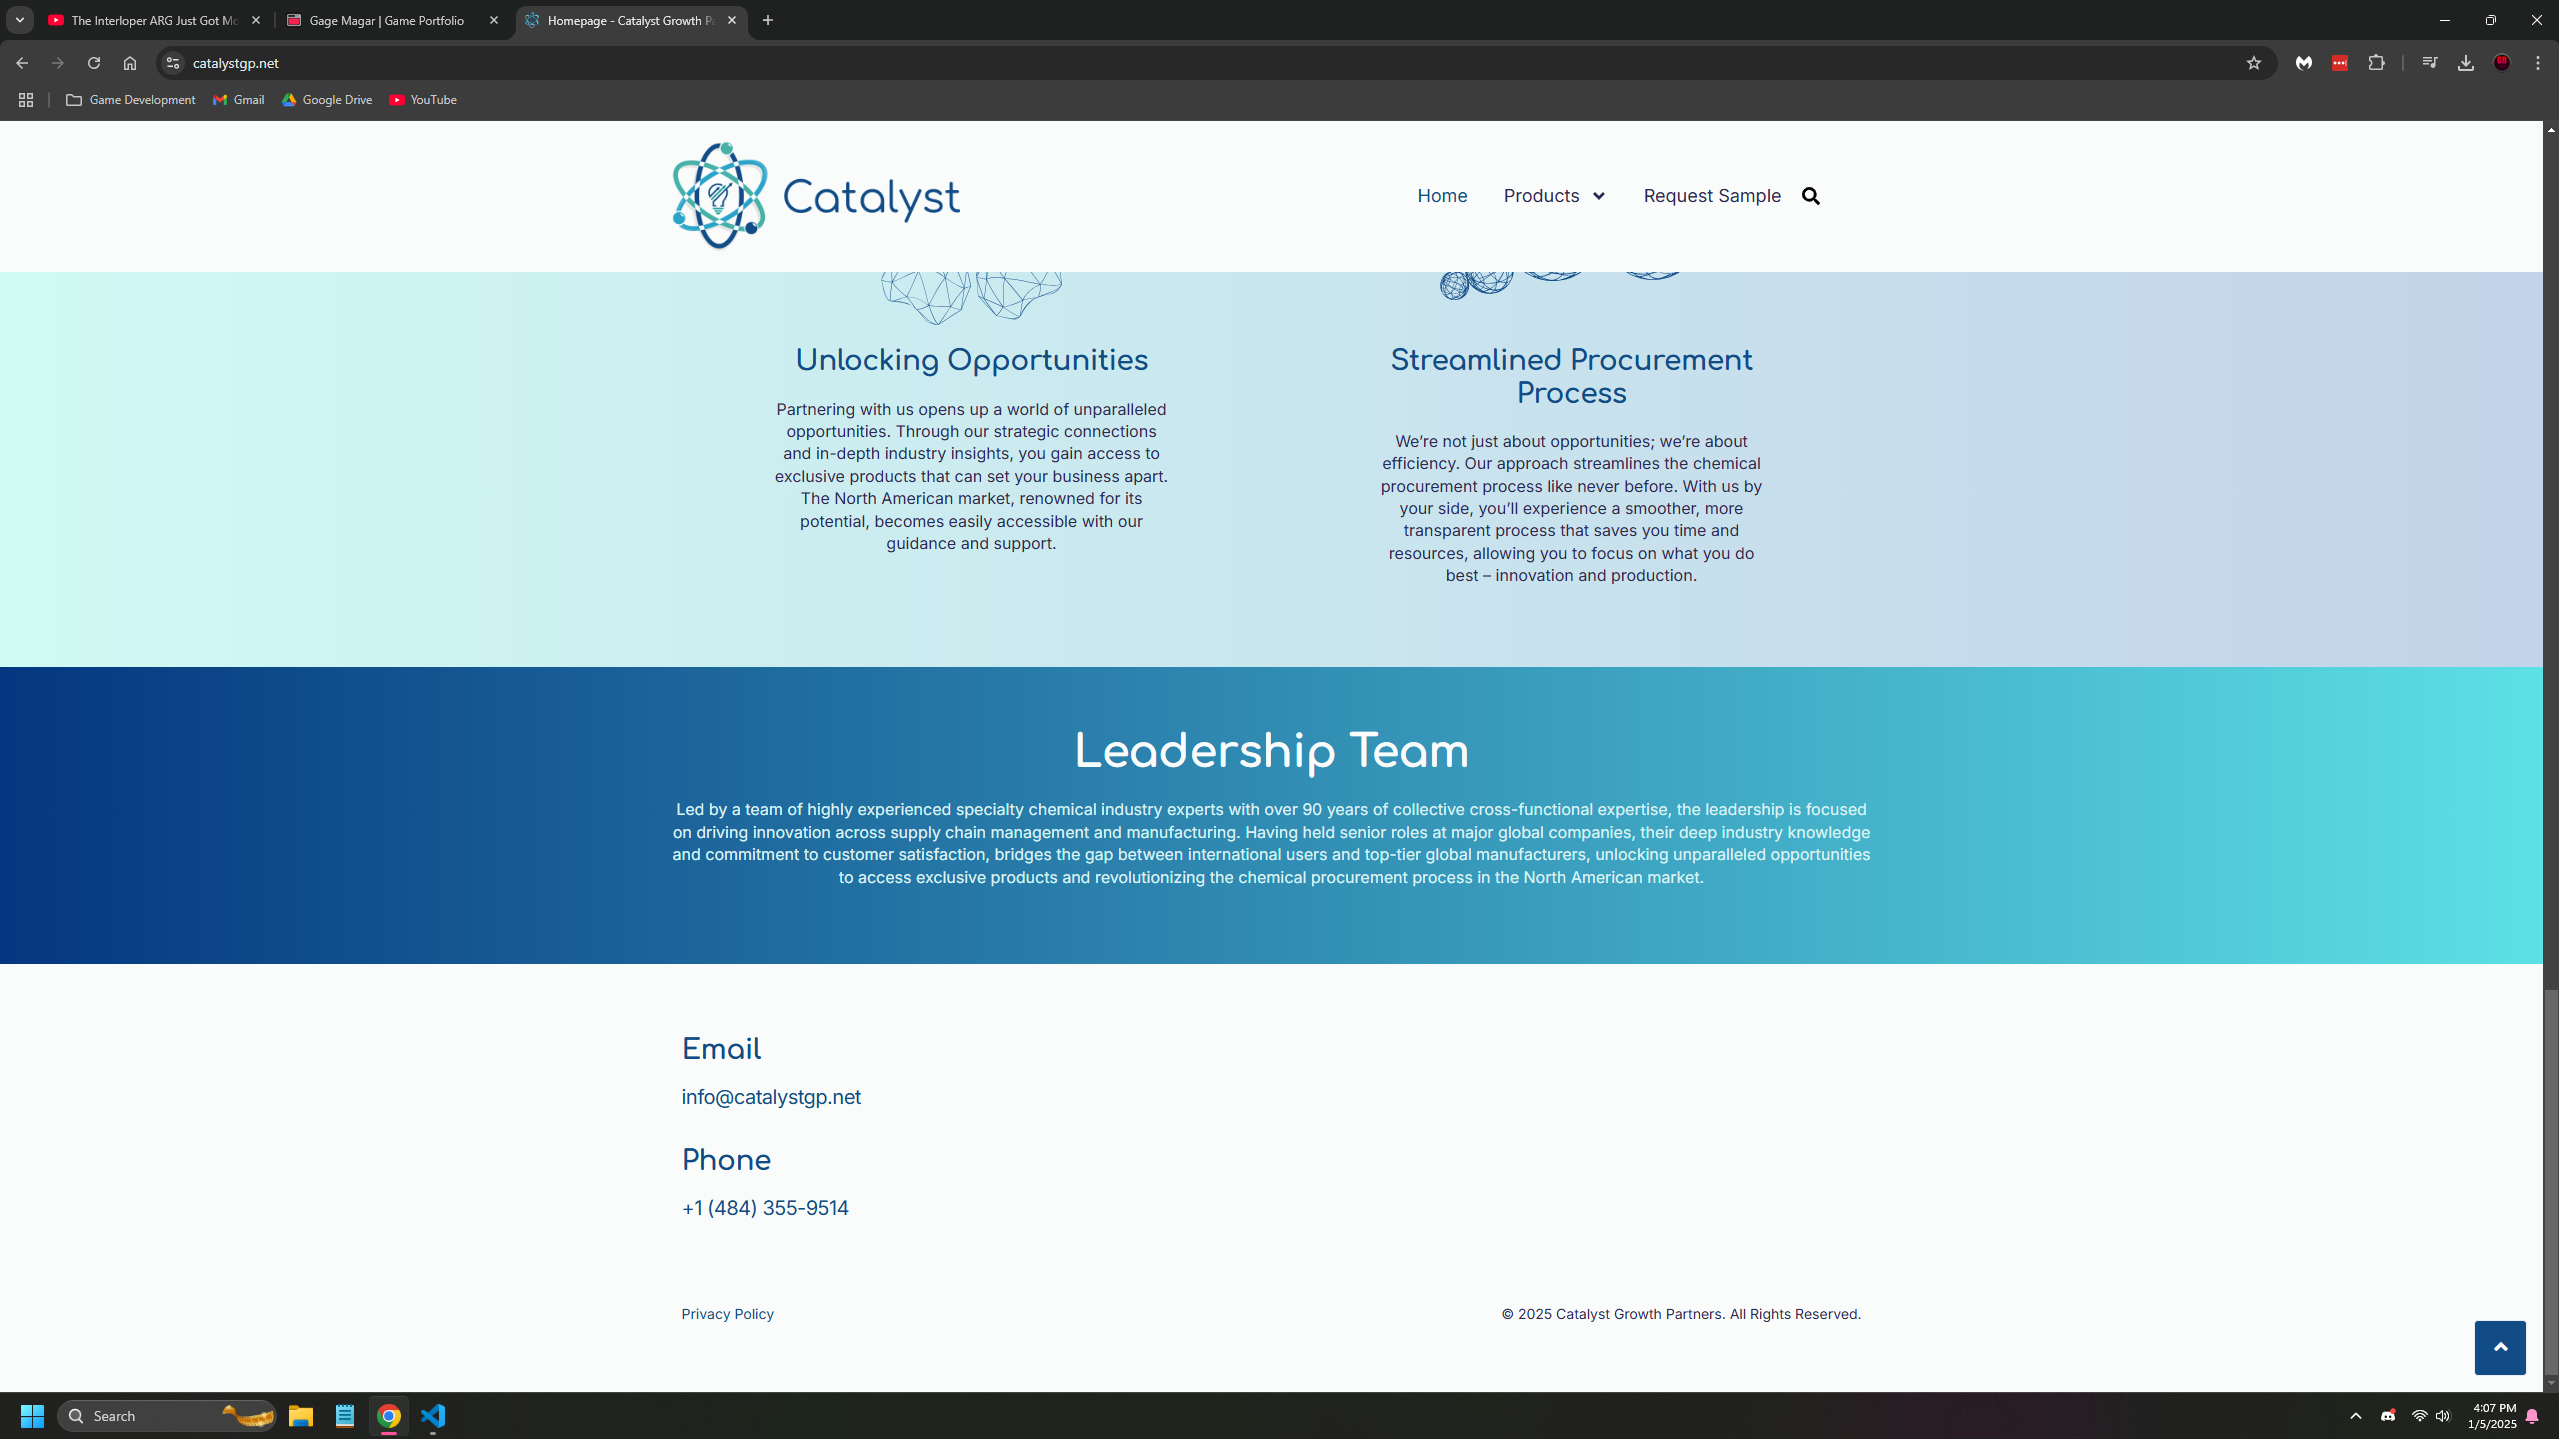 The Interloper ARG Just Got Mo
Gage Magar | Game Portfolio
Homepage - Catalyst Growth Pa
catalystgp.net
Game Development
Gmail
Google Drive
YouTube
Catalyst
Home
Products
Request Sample
Unlocking Opportunities
Partnering with us opens up a world of unparalleled
opportunities. Through our strategic connections
and in-depth industry insights, you gain access to
exclusive products that can set your business apart.
The North American market, renowned for its
potential, becomes easily accessible with our
guidance and support.
Streamlined Procurement
Process
We’re not just about opportunities; we’re about
efficiency. Our approach streamlines the chemical
procurement process like never before. With us by
your side, you’ll experience a smoother, more
transparent process that saves you time and
resources, allowing you to focus on what you do
best – innovation and production.
Leadership Team
Led by a team of highly experienced specialty chemical industry experts with over 90 years of collective cross-functional expertise, the leadership is focused
on driving innovation across supply chain management and manufacturing. Having held senior roles at major global companies, their deep industry knowledge
and commitment to customer satisfaction, bridges the gap between international users and top-tier global manufacturers, unlocking unparalleled opportunities
to access exclusive products and revolutionizing the chemical procurement process in the North American market.
Email
info@catalystgp.net
Phone
+1 (484) 355-9514
Privacy Policy
© 2025 Catalyst Growth Partners. All Rights Reserved.
Search
4:07 PM
1/5/2025